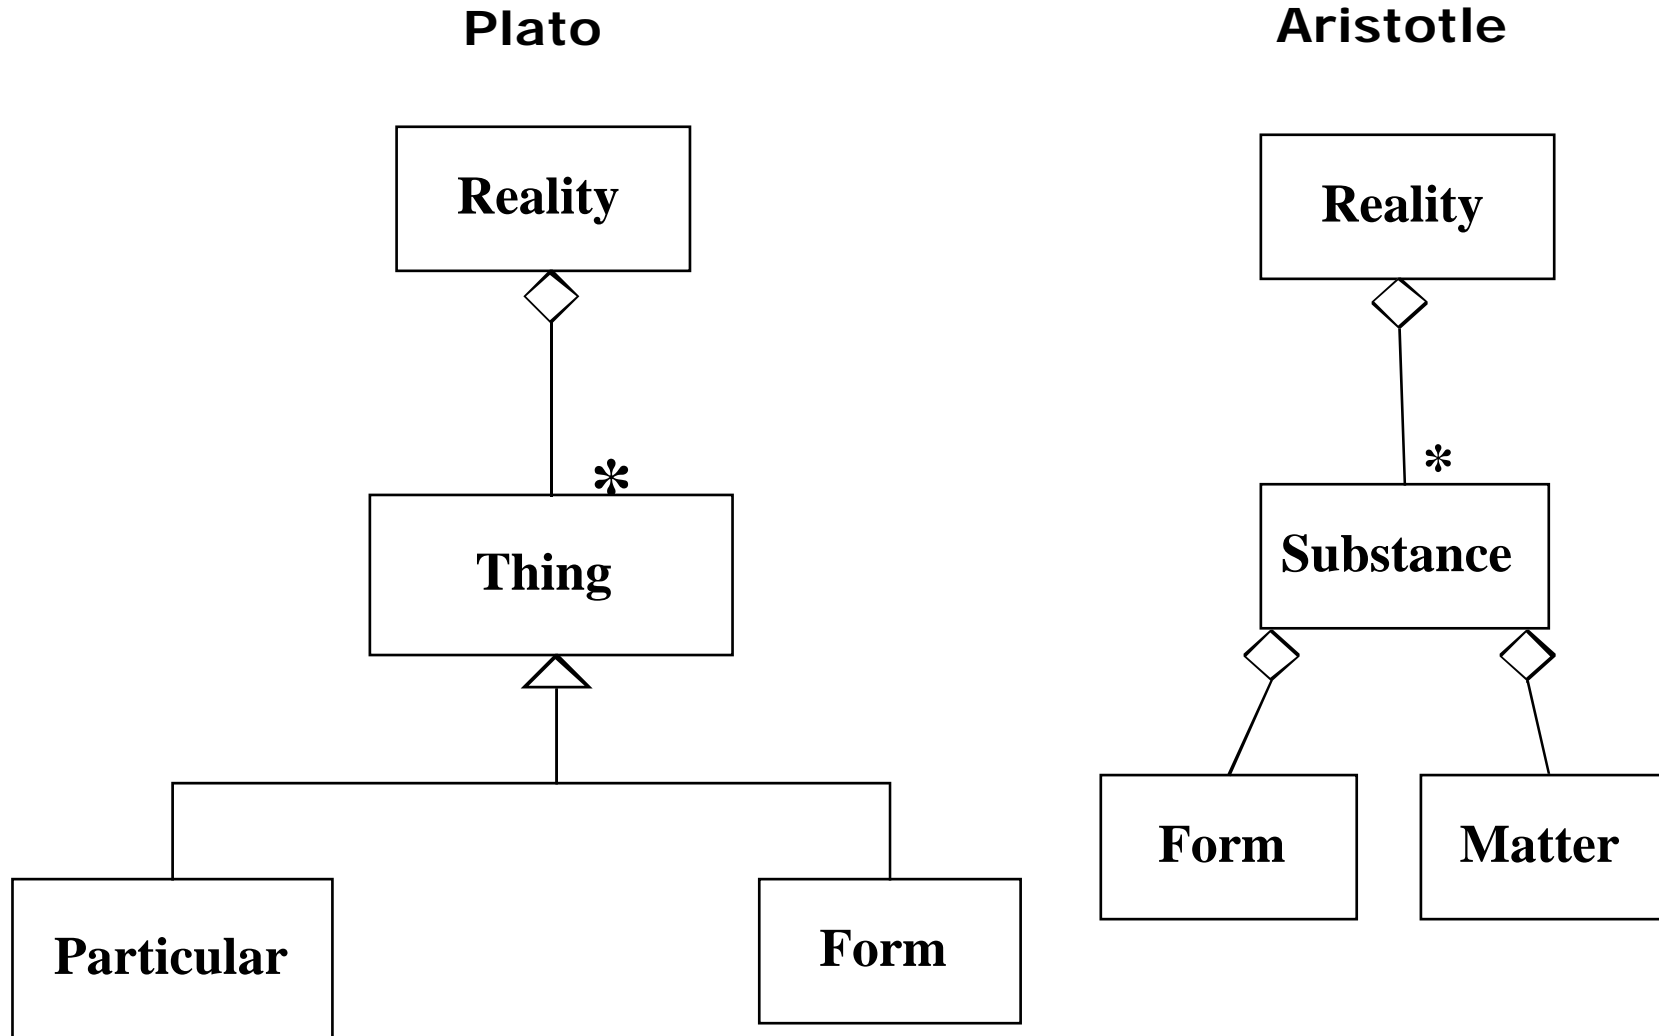 Plato
Reality
*
Thing
Particular
Form
Aristotle
Reality
*
Substance
Form
Matter